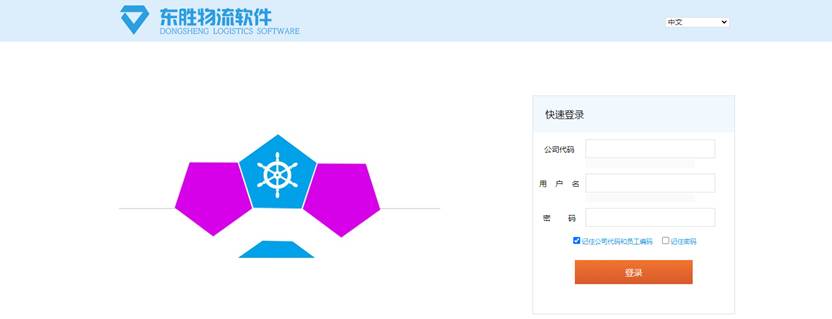 东胜物流软件
DONGSHENG LOGISTICS SOFTWARE
中文
快速登录
公司代码
用 户 名
密 码
记住公司代码和员工编码 记住密码
登录